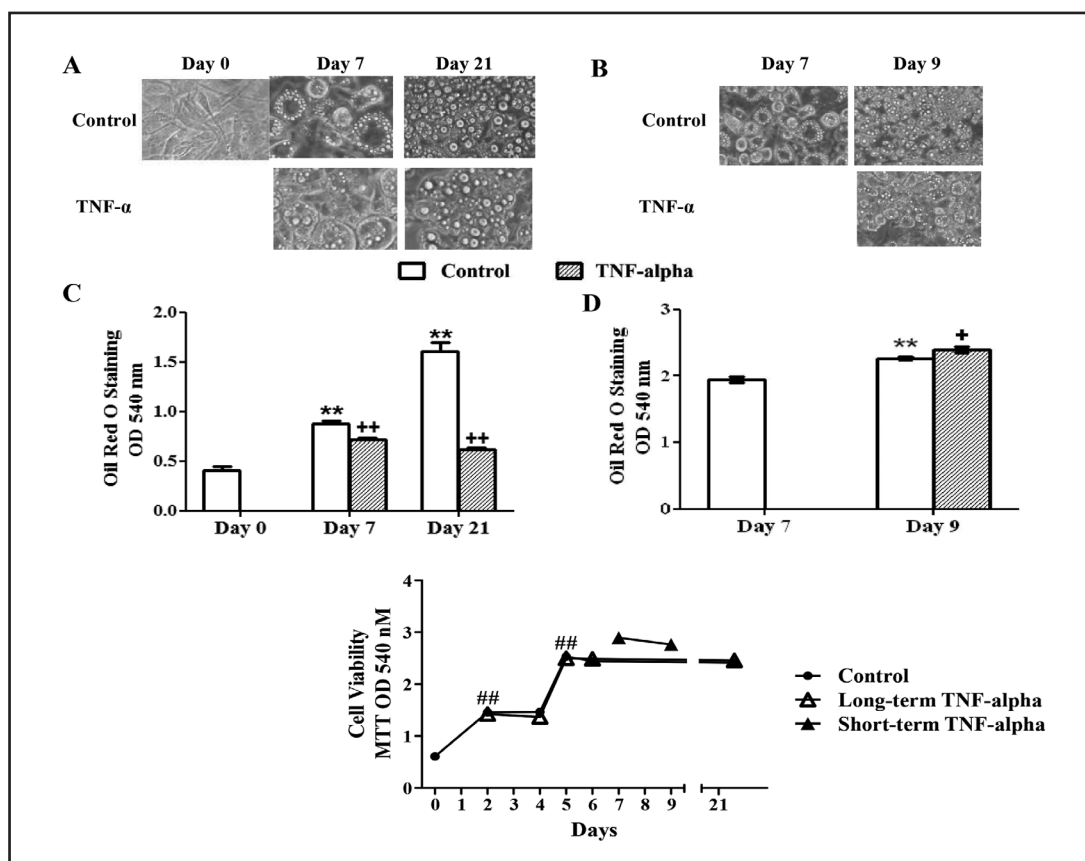 A
Day 0 Day 7 Day 21
Control
TNF-α
B
Day 7 Day 9
Control
TNF-α
Control TNF-alpha
C
Oil Red O Staining
OD 540 nm
2.0
1.5
1.0
0.5
0.0
** ++ ** ++
Day 0 Day 7 Day 21
D
Oil Red O Staining
OD 540 nm
3
2
1
0
** +
Day 7 Day 9
Cell Viability
MTT OD 540 nM
4
3
2
1
0
## ##
0 1 2 3 4 5 6 7 8 9 21
Days
Control
Long-term TNF-alpha
Short-term TNF-alpha